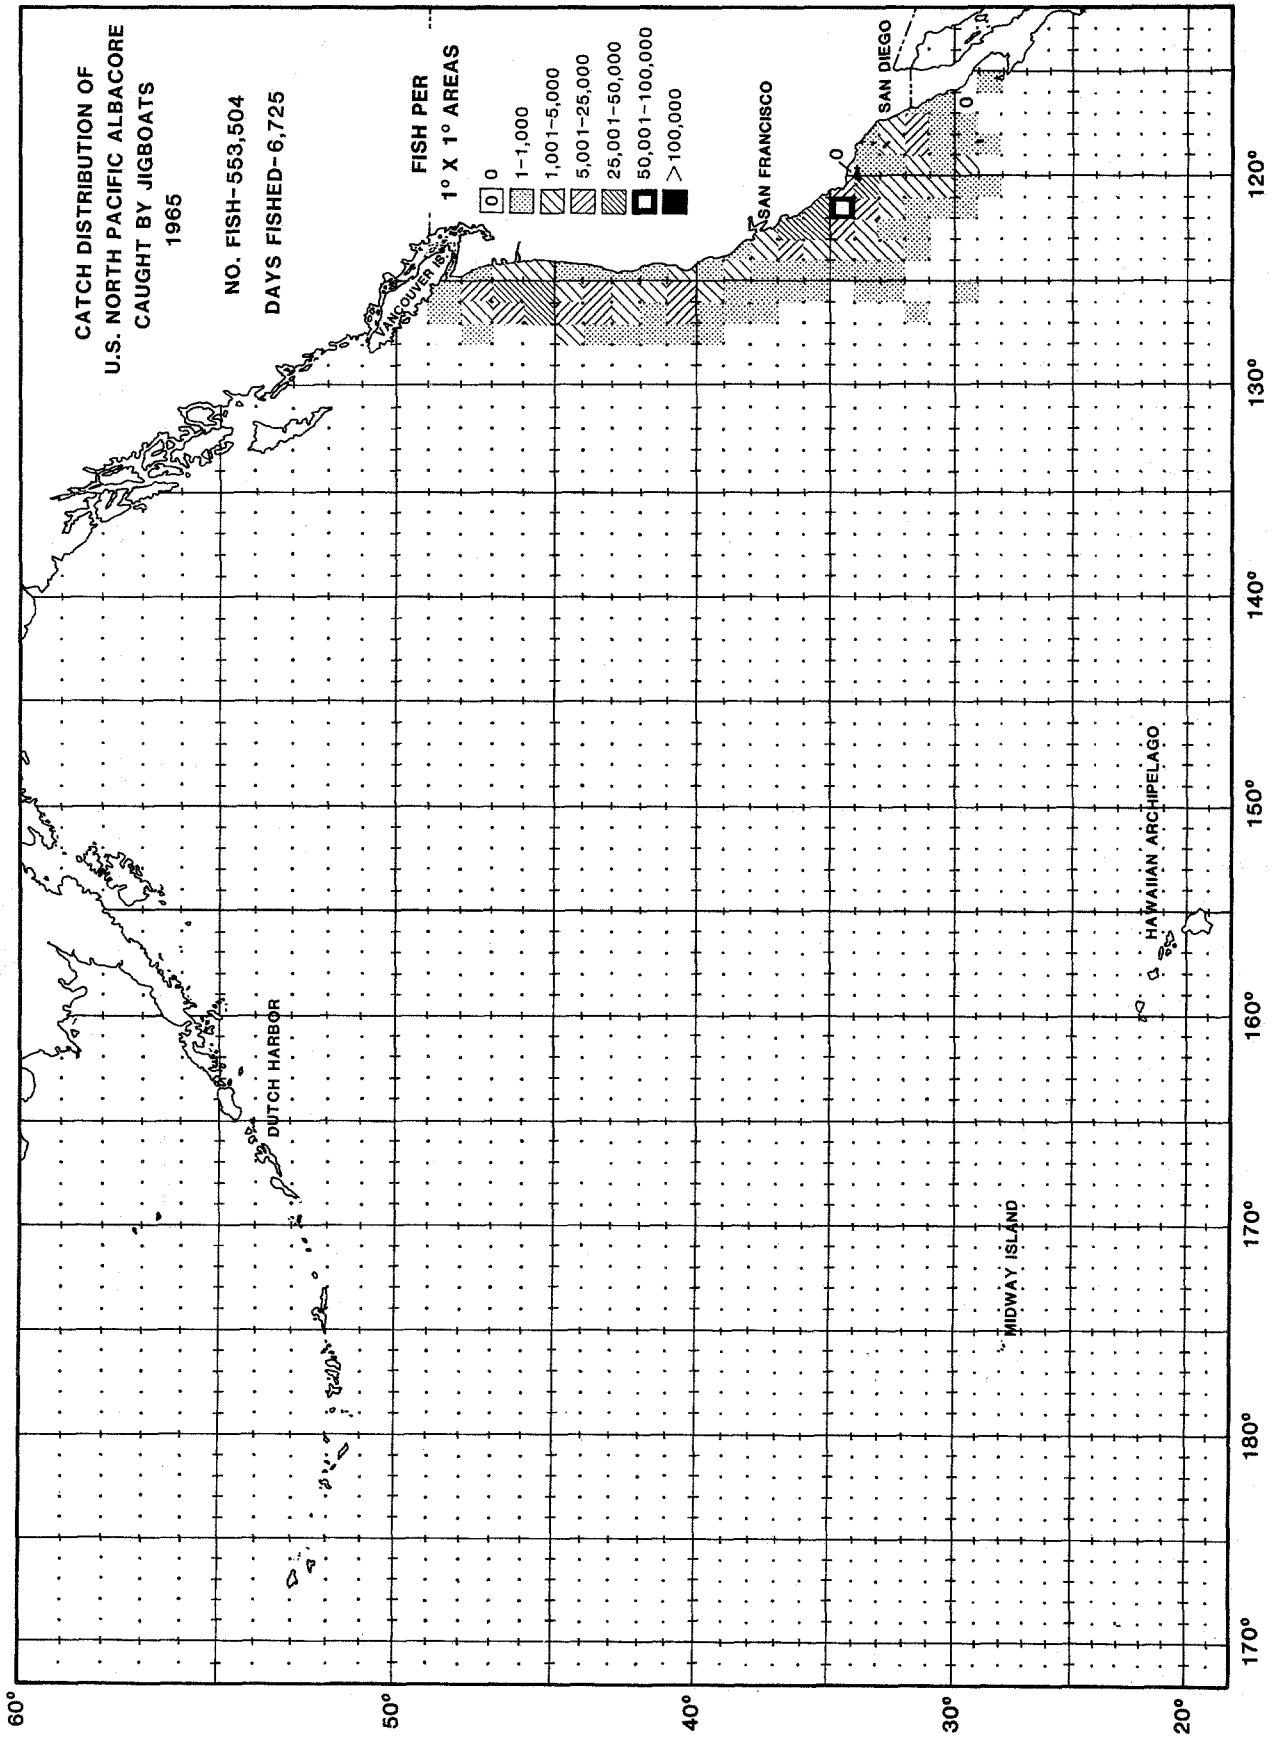 CATCH DISTRIBUTION OF
U.S. NORTH PACIFIC ALBACORE
CAUGHT BY JIGBOATS
1965
NO. FISH-553,504
DAYS FISHED-6,725
FISH PER
1° X 1° AREAS
0 0
1-1,000
1,001-5,000
5,001-25,000
25,001-50,000
50,001-100,000
>100,000
VANCOUVER IS.
SAN FRANCISCO
SAN DIEGO
0
0
DUTCH HARBOR
MIDWAY ISLAND
HAWAIIAN ARCHIPELAGO
60°
50°
40°
30°
20°
170°
180°
170°
160°
150°
140°
130°
120°